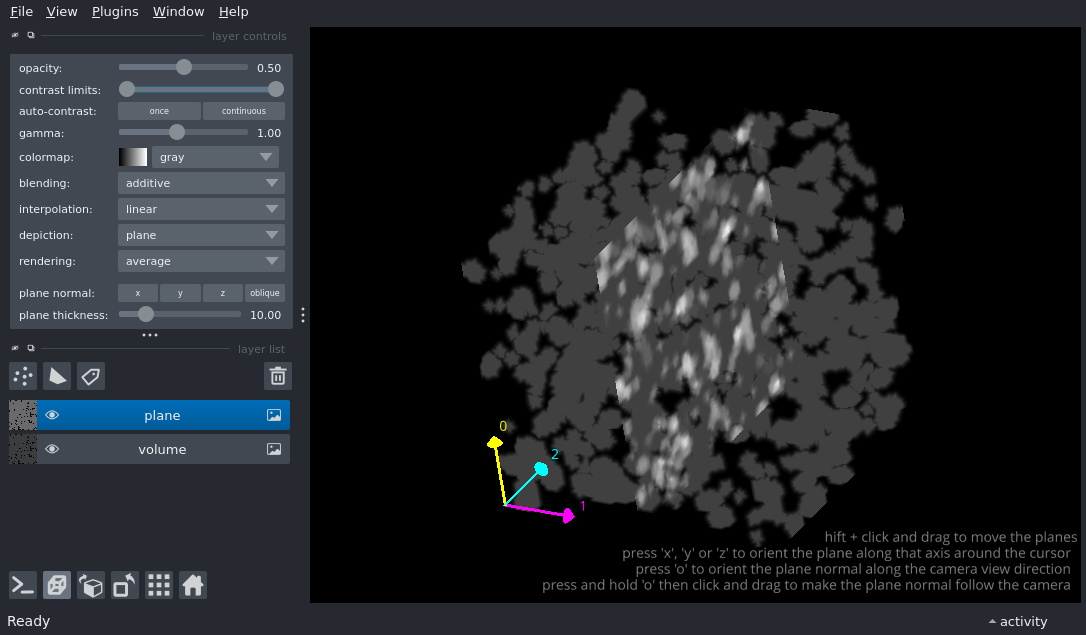 File View Plugins Window Help
layer controls
opacity: 0.50
contrast limits:
auto-contrast: once continuous
gamma: 1.00
colormap: gray
blending: additive
interpolation: linear
depiction: plane
rendering: average
plane normal: x y z oblique
plane thickness: 10.00
layer list
plane
volume
0
2
1
hift + click and drag to move the planes
press 'x', 'y' or 'z' to orient the plane along that axis around the cursor
press 'o' to orient the plane normal along the camera view direction
press and hold 'o' then click and drag to make the plane normal follow the camera
Ready
activity